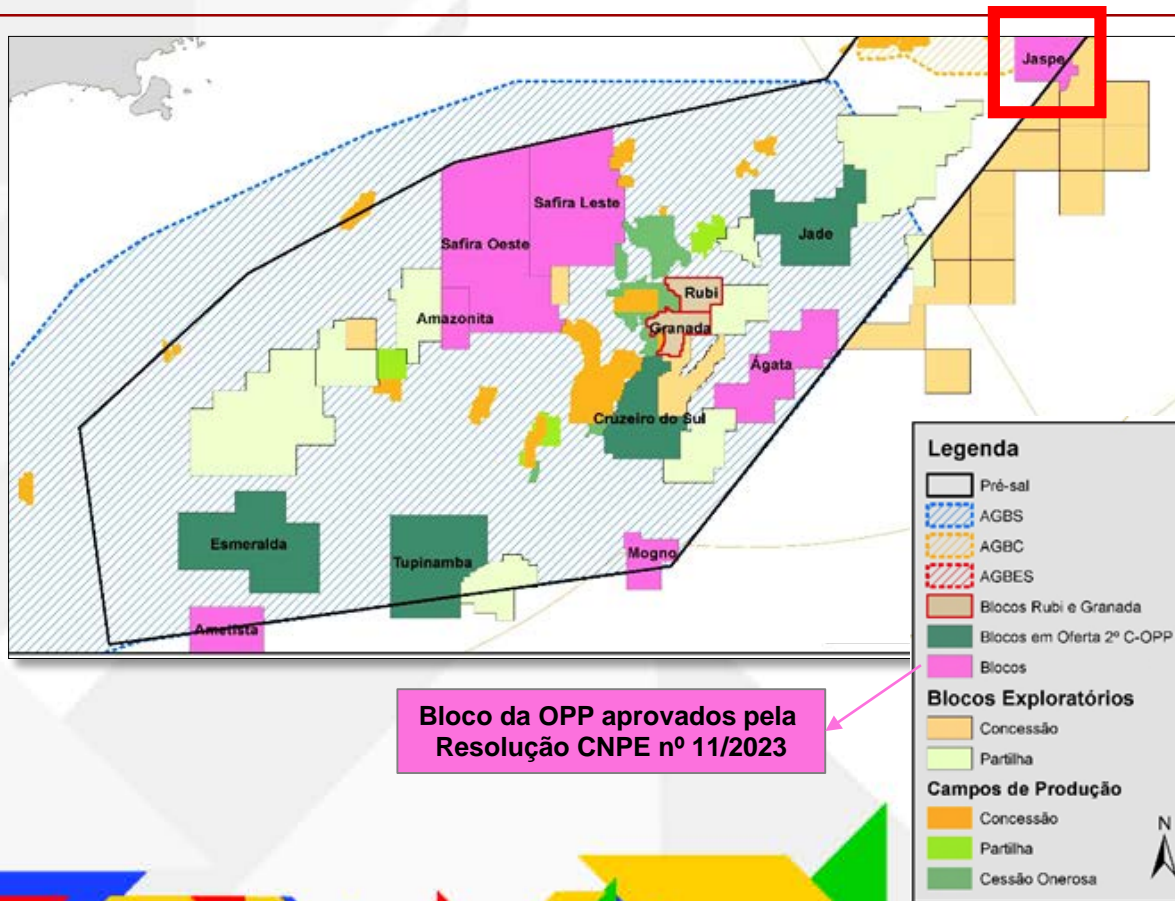 Jaspe
Safira Leste
Safira Oeste
Jade
Rubi
Amazonita
Granada
Ágata
Cruzeiro do Sul
Esmeralda
Tupinamba
Mogno
Ametista
Legenda
Pré-sal
AGBS
AGBC
AGBES
Blocos Rubi e Granada
Blocos em Oferta 2º C-OPP
Blocos
Blocos Exploratórios
Concessão
Partilha
Campos de Produção
Concessão
Partilha
Cessão Onerosa
N
Bloco da OPP aprovados pela
Resolução CNPE nº 11/2023